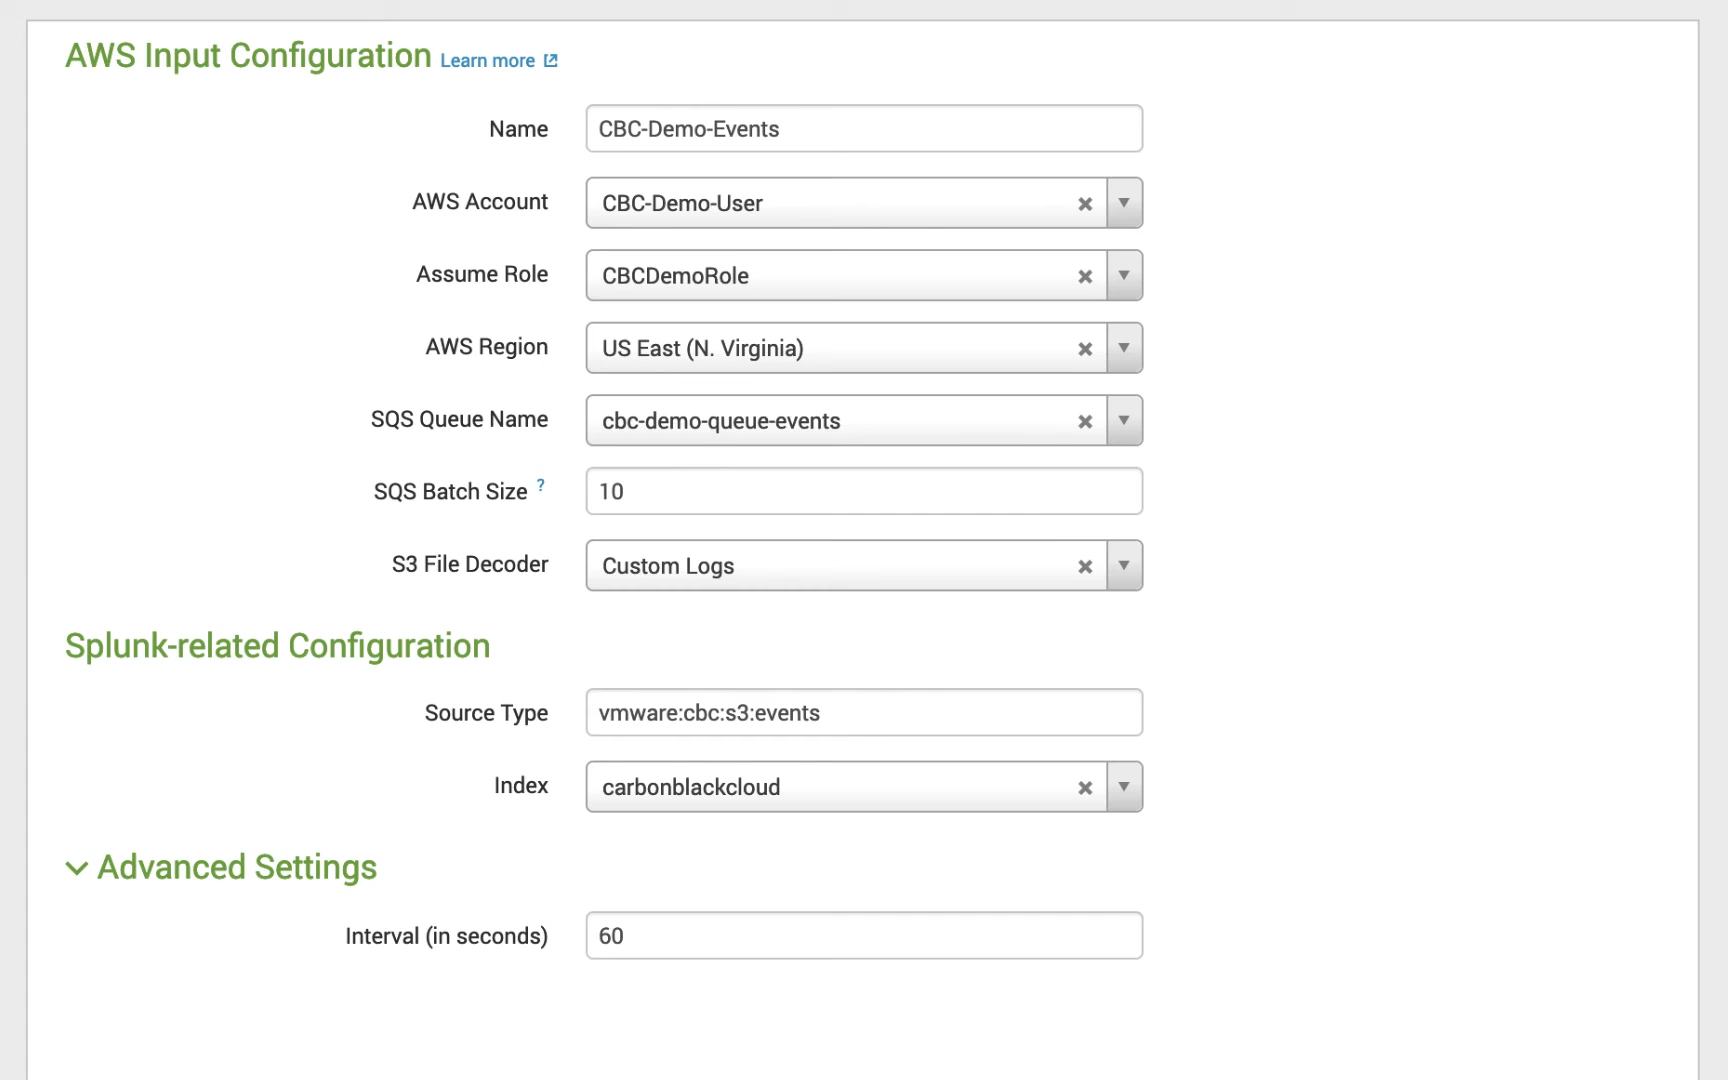 AWS Input Configuration Learn more
Name CBC-Demo-Events
AWS Account CBC-Demo-User
Assume Role CBCDemoRole
AWS Region US East (N. Virginia)
SQS Queue Name cbc-demo-queue-events
SQS Batch Size ? 10
S3 File Decoder Custom Logs
Splunk-related Configuration
Source Type vmware:cbc:s3:events
Index carbonblackcloud
Advanced Settings
Interval (in seconds) 60